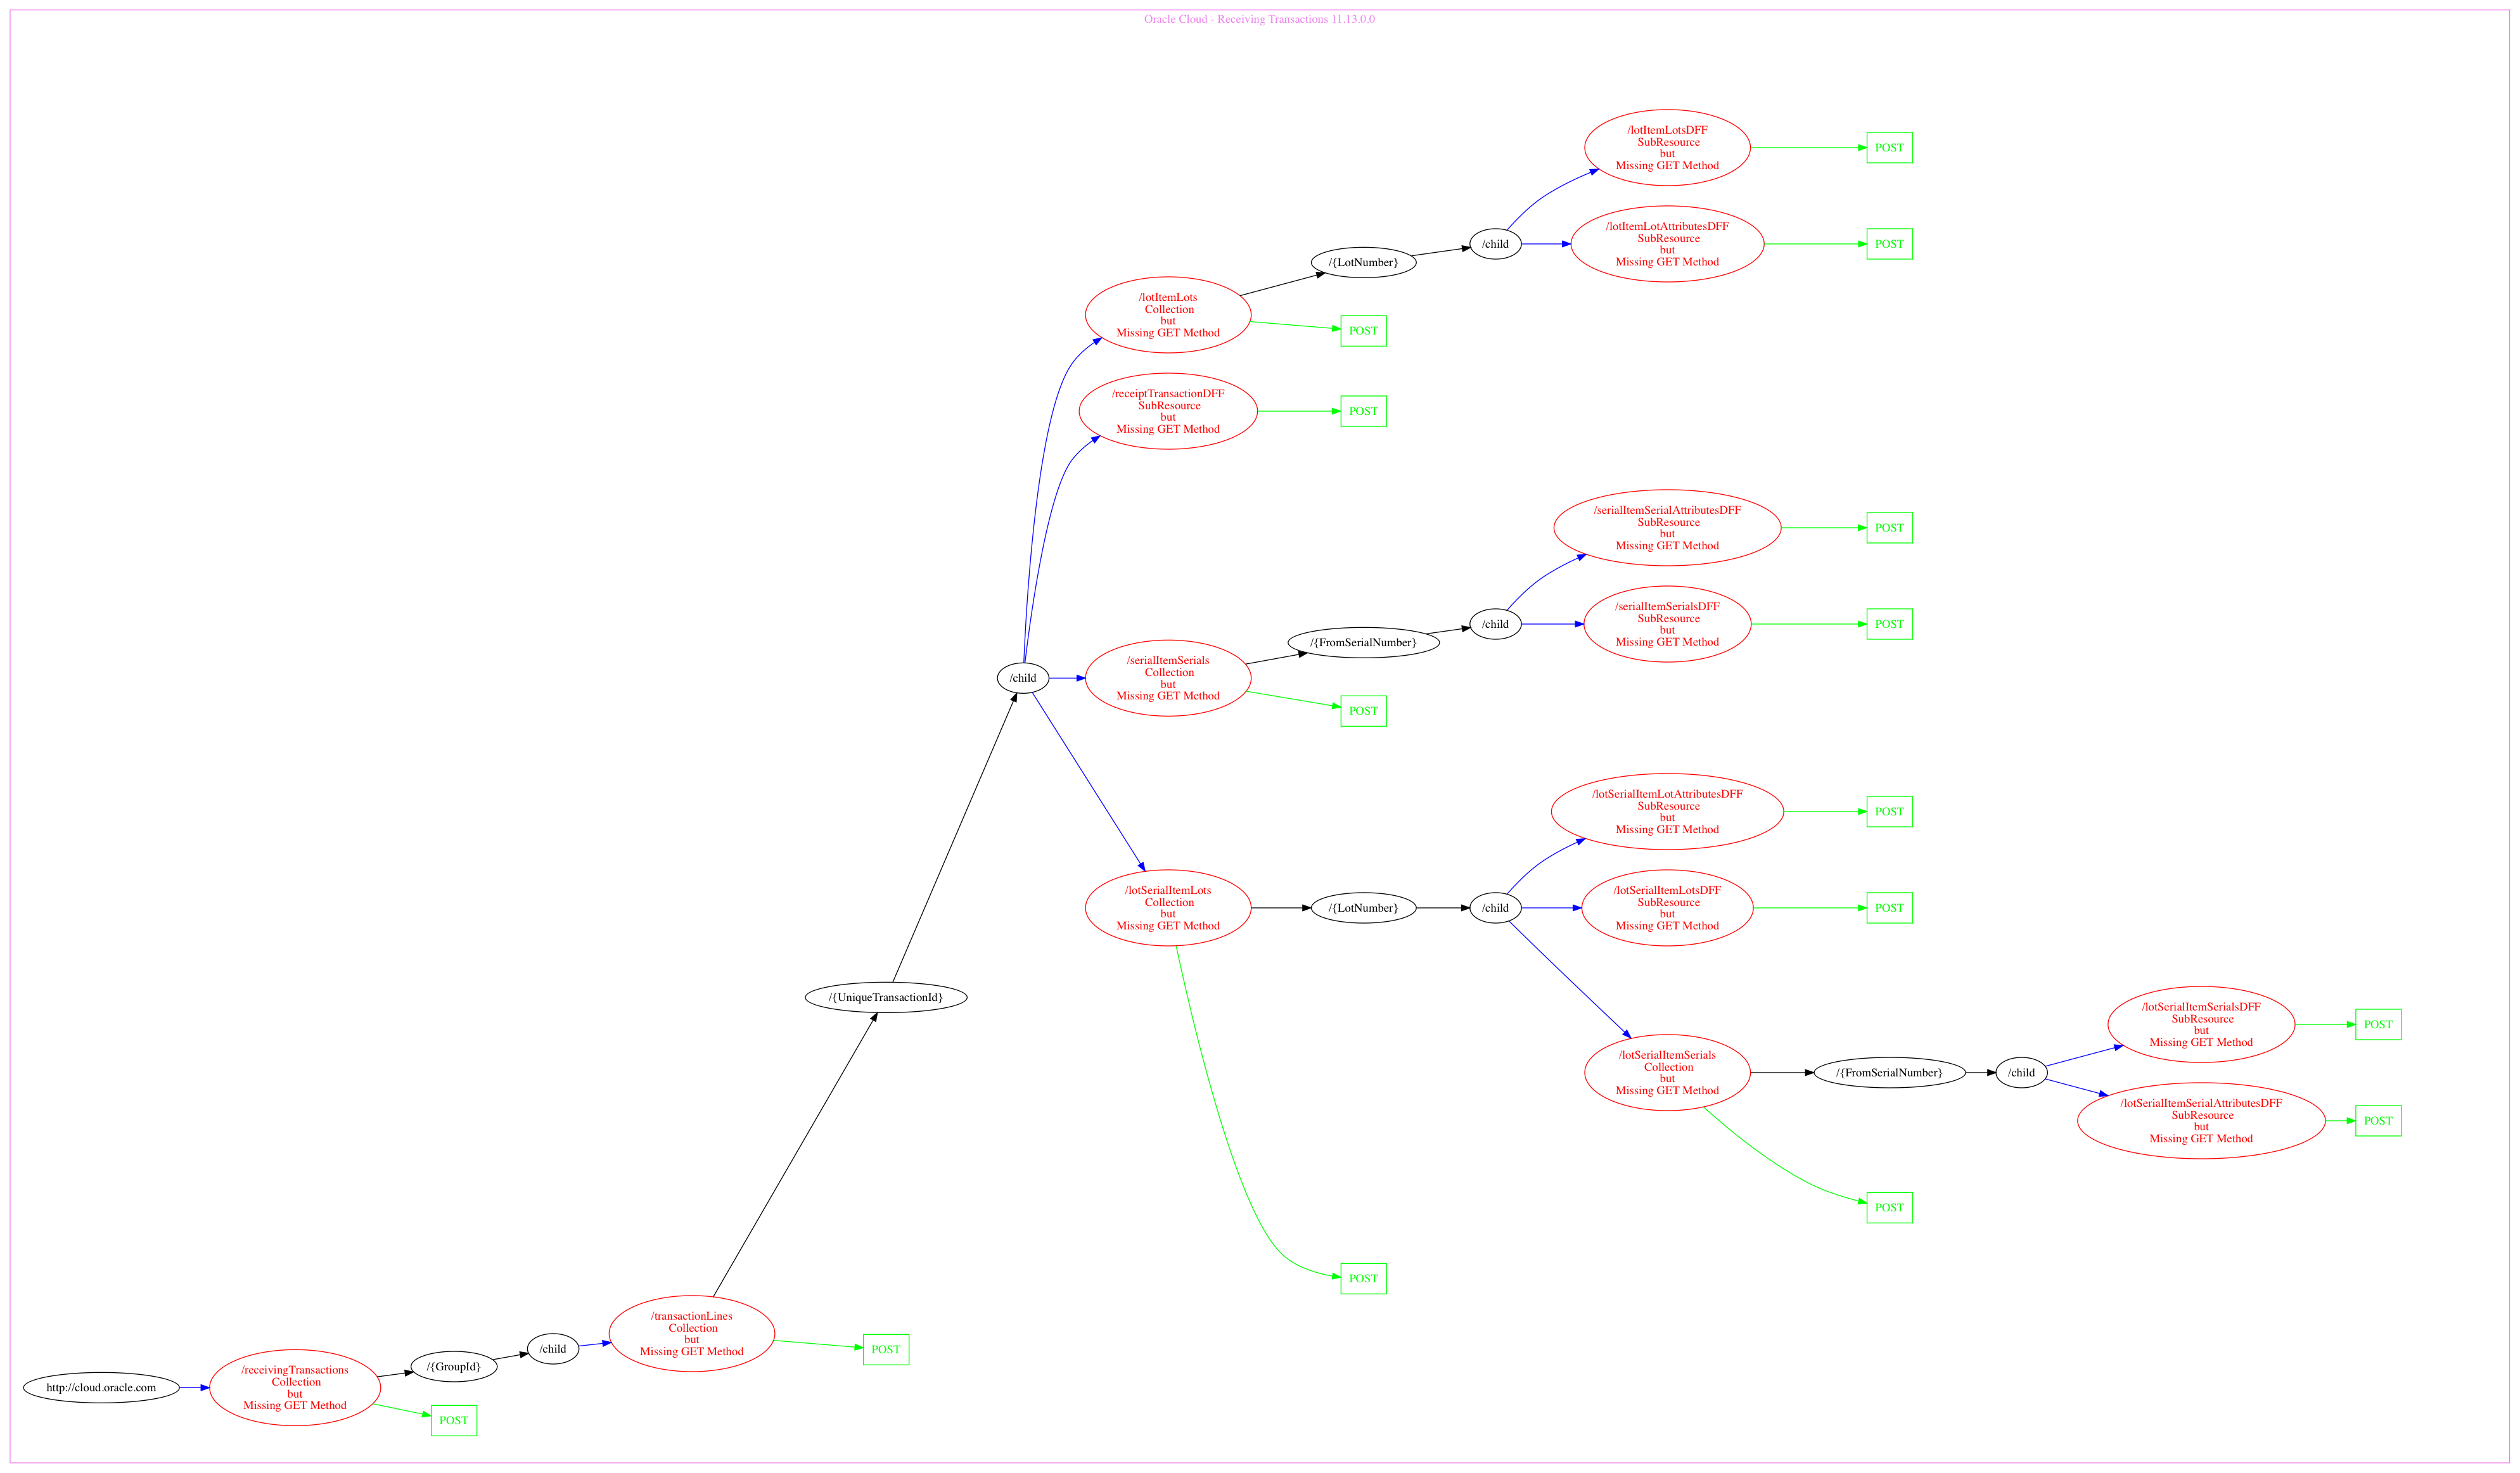 Oracle Cloud - Receiving Transactions 11.13.0.0
/lotItemLotsDFF
SubResource
but
Missing GET Method
POST
/lotItemLotAttributesDFF
SubResource
but
Missing GET Method
POST
/child
/{LotNumber}
/lotItemLots
Collection
but
Missing GET Method
POST
/receiptTransactionDFF
SubResource
but
Missing GET Method
POST
/serialItemSerialAttributesDFF
SubResource
but
Missing GET Method
POST
/serialItemSerialsDFF
SubResource
but
Missing GET Method
POST
/child
/{FromSerialNumber}
/child
/serialItemSerials
Collection
but
Missing GET Method
POST
/lotSerialItemLotAttributesDFF
SubResource
but
Missing GET Method
POST
/lotSerialItemLots
Collection
but
Missing GET Method
/{LotNumber}
/child
/lotSerialItemLotsDFF
SubResource
but
Missing GET Method
POST
/{UniqueTransactionId}
/lotSerialItemSerialsDFF
SubResource
but
Missing GET Method
POST
/lotSerialItemSerials
Collection
but
Missing GET Method
/{FromSerialNumber}
/child
/lotSerialItemSerialAttributesDFF
SubResource
but
Missing GET Method
POST
POST
POST
/transactionLines
Collection
but
Missing GET Method
POST
/child
/{GroupId}
http://cloud.oracle.com
/receivingTransactions
Collection
but
Missing GET Method
POST